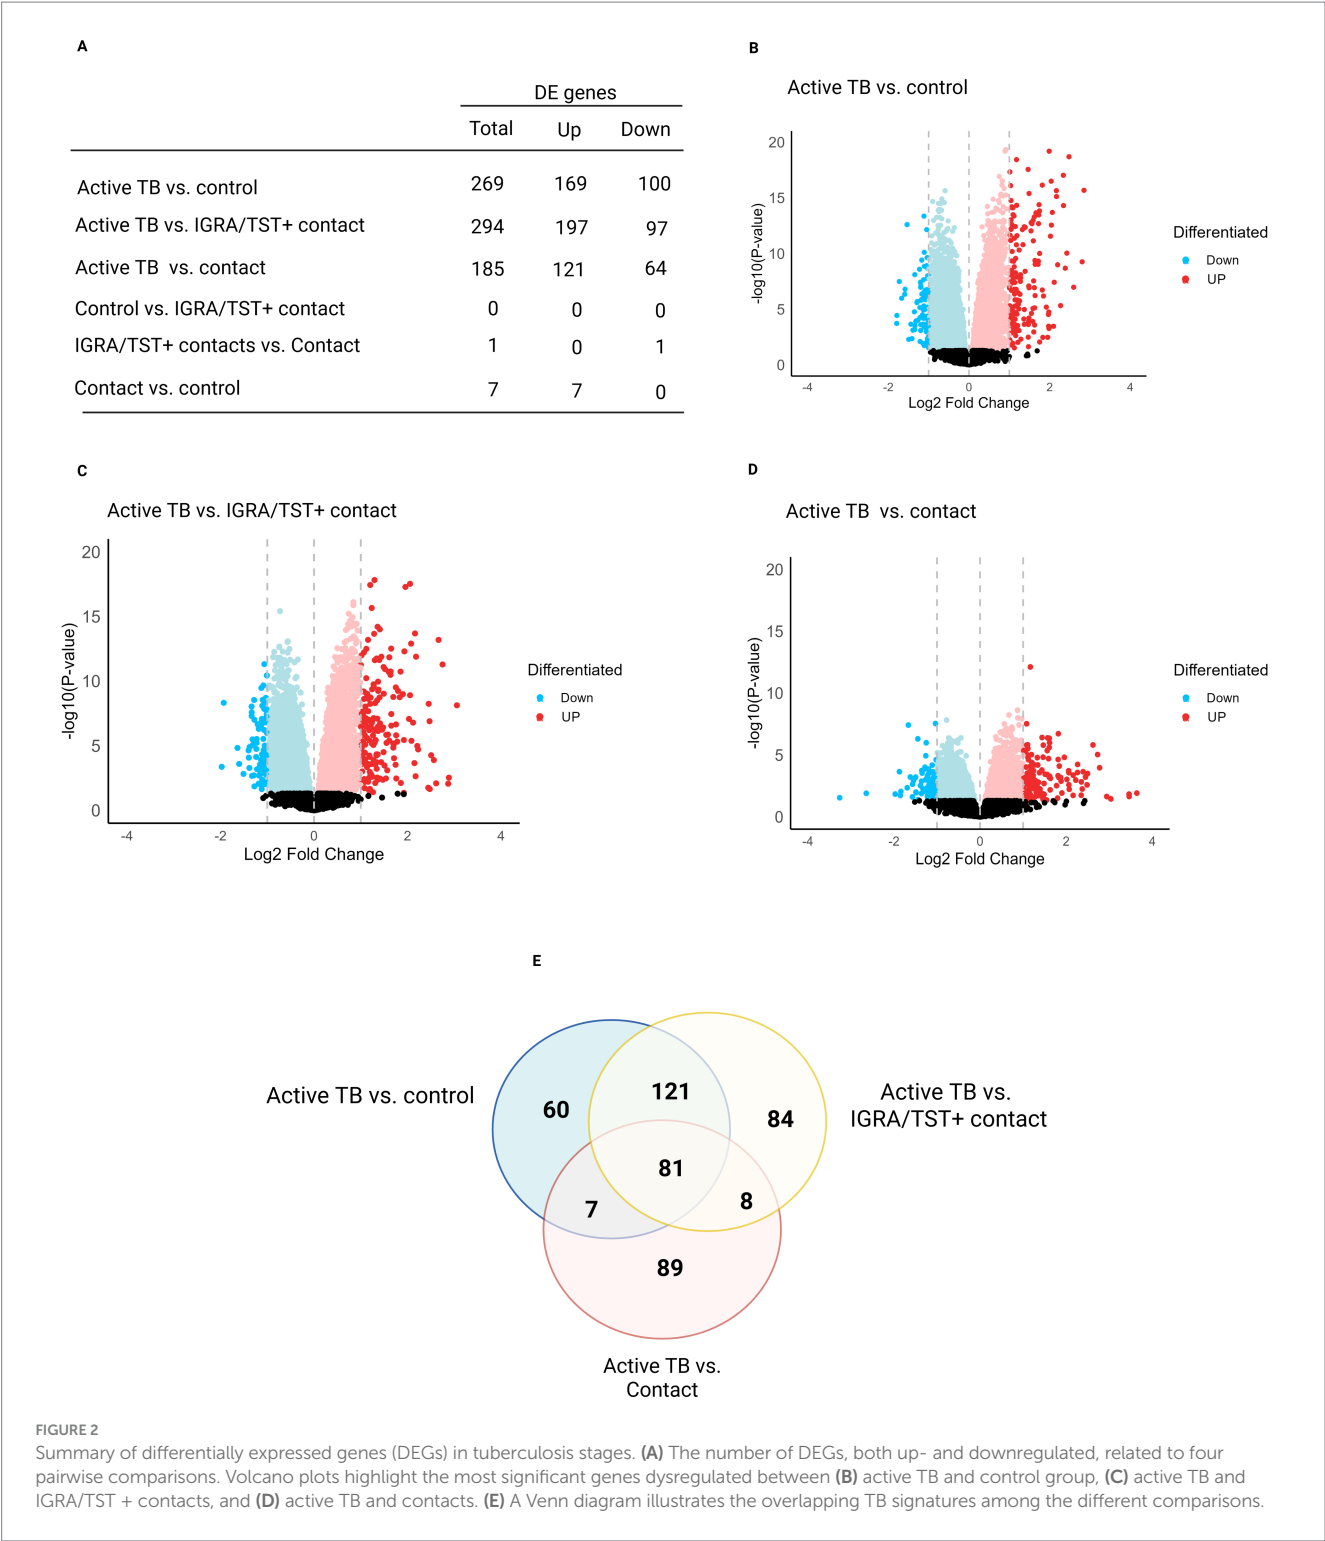 A
DE genes
Total Up Down
Active TB vs. control 269 169 100
Active TB vs. IGRA/TST+ contact 294 197 97
Active TB vs. contact 185 121 64
Control vs. IGRA/TST+ contact 0 0 0
IGRA/TST+ contacts vs. Contact 1 0 1
Contact vs. control 7 7 0
B
Active TB vs. control
20
15
10
5
0
-log10(P-value)
-4 -2 0 2 4
Log2 Fold Change
Differentiated
Down
UP
C
Active TB vs. IGRA/TST+ contact
20
15
10
5
0
-log10(P-value)
-4 -2 0 2 4
Log2 Fold Change
Differentiated
Down
UP
D
Active TB vs. contact
20
15
10
5
0
-log10(P-value)
-4 -2 0 2 4
Log2 Fold Change
Differentiated
Down
UP
E
Active TB vs. control
Active TB vs.
IGRA/TST+ contact
60
121
84
81
7
8
89
Active TB vs.
Contact
FIGURE 2
Summary of differentially expressed genes (DEGs) in tuberculosis stages. (A) The number of DEGs, both up- and downregulated, related to four
pairwise comparisons. Volcano plots highlight the most significant genes dysregulated between (B) active TB and control group, (C) active TB and
IGRA/TST + contacts, and (D) active TB and contacts. (E) A Venn diagram illustrates the overlapping TB signatures among the different comparisons.